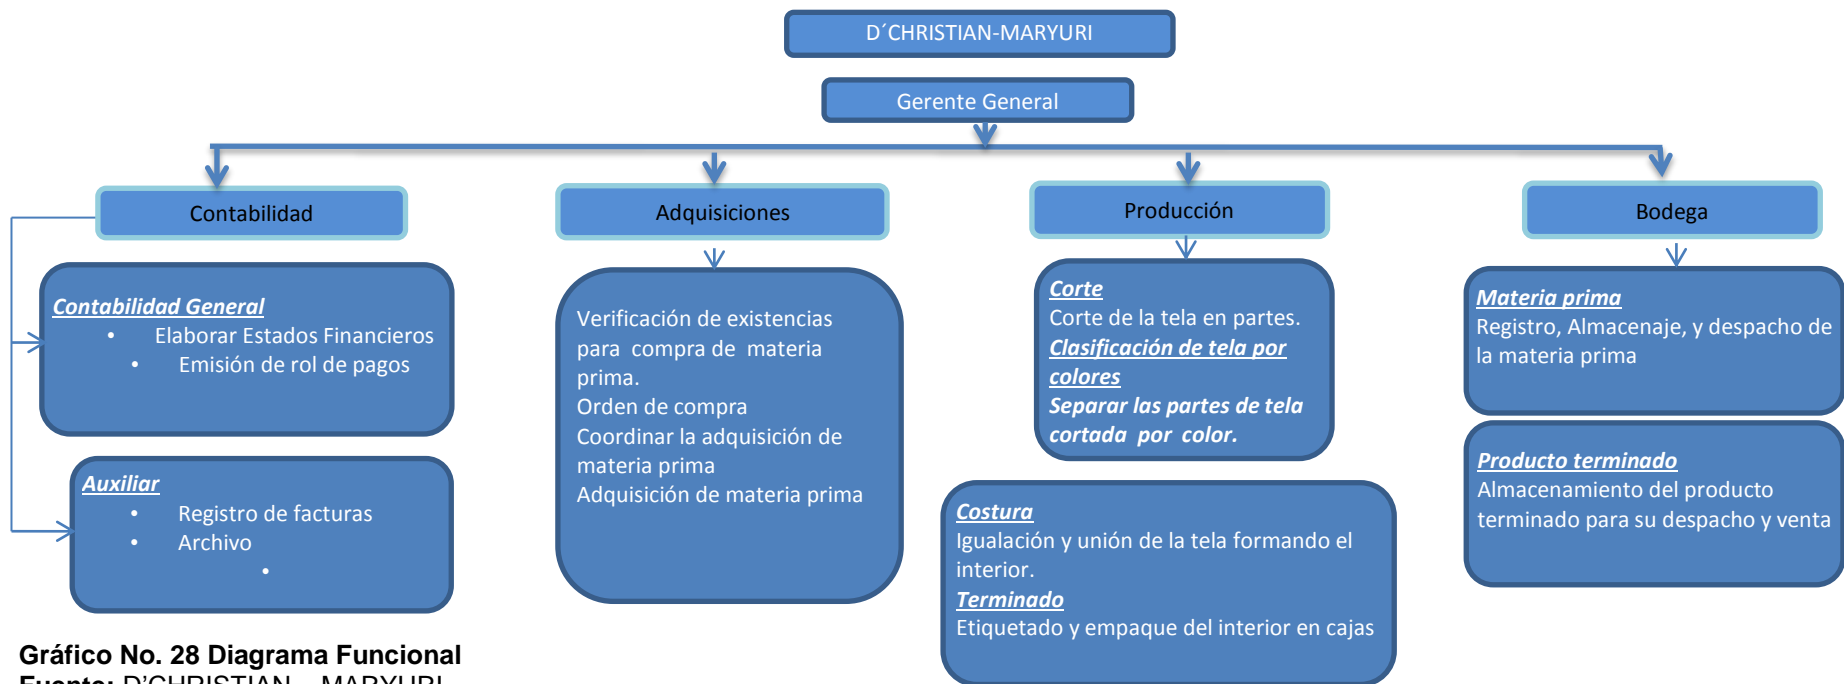 D´CHRISTIAN-MARYURI
Gerente General
Contabilidad
Adquisiciones
Producción
Bodega
Contabilidad General
• Elaborar Estados Financieros
• Emisión de rol de pagos
Auxiliar
• Registro de facturas
• Archivo
•
Verificación de existencias
para compra de materia
prima.
Orden de compra
Coordinar la adquisición de
materia prima
Adquisición de materia prima
Corte
Corte de la tela en partes.
Clasificación de tela por
colores
Separar las partes de tela
cortada por color.
Costura
Igualación y unión de la tela formando el
interior.
Terminado
Etiquetado y empaque del interior en cajas
Materia prima
Registro, Almacenaje, y despacho de
la materia prima
Producto terminado
Almacenamiento del producto
terminado para su despacho y venta
Gráfico No. 28 Diagrama Funcional
Fuente: D'CHRISTIAN – MARYURI